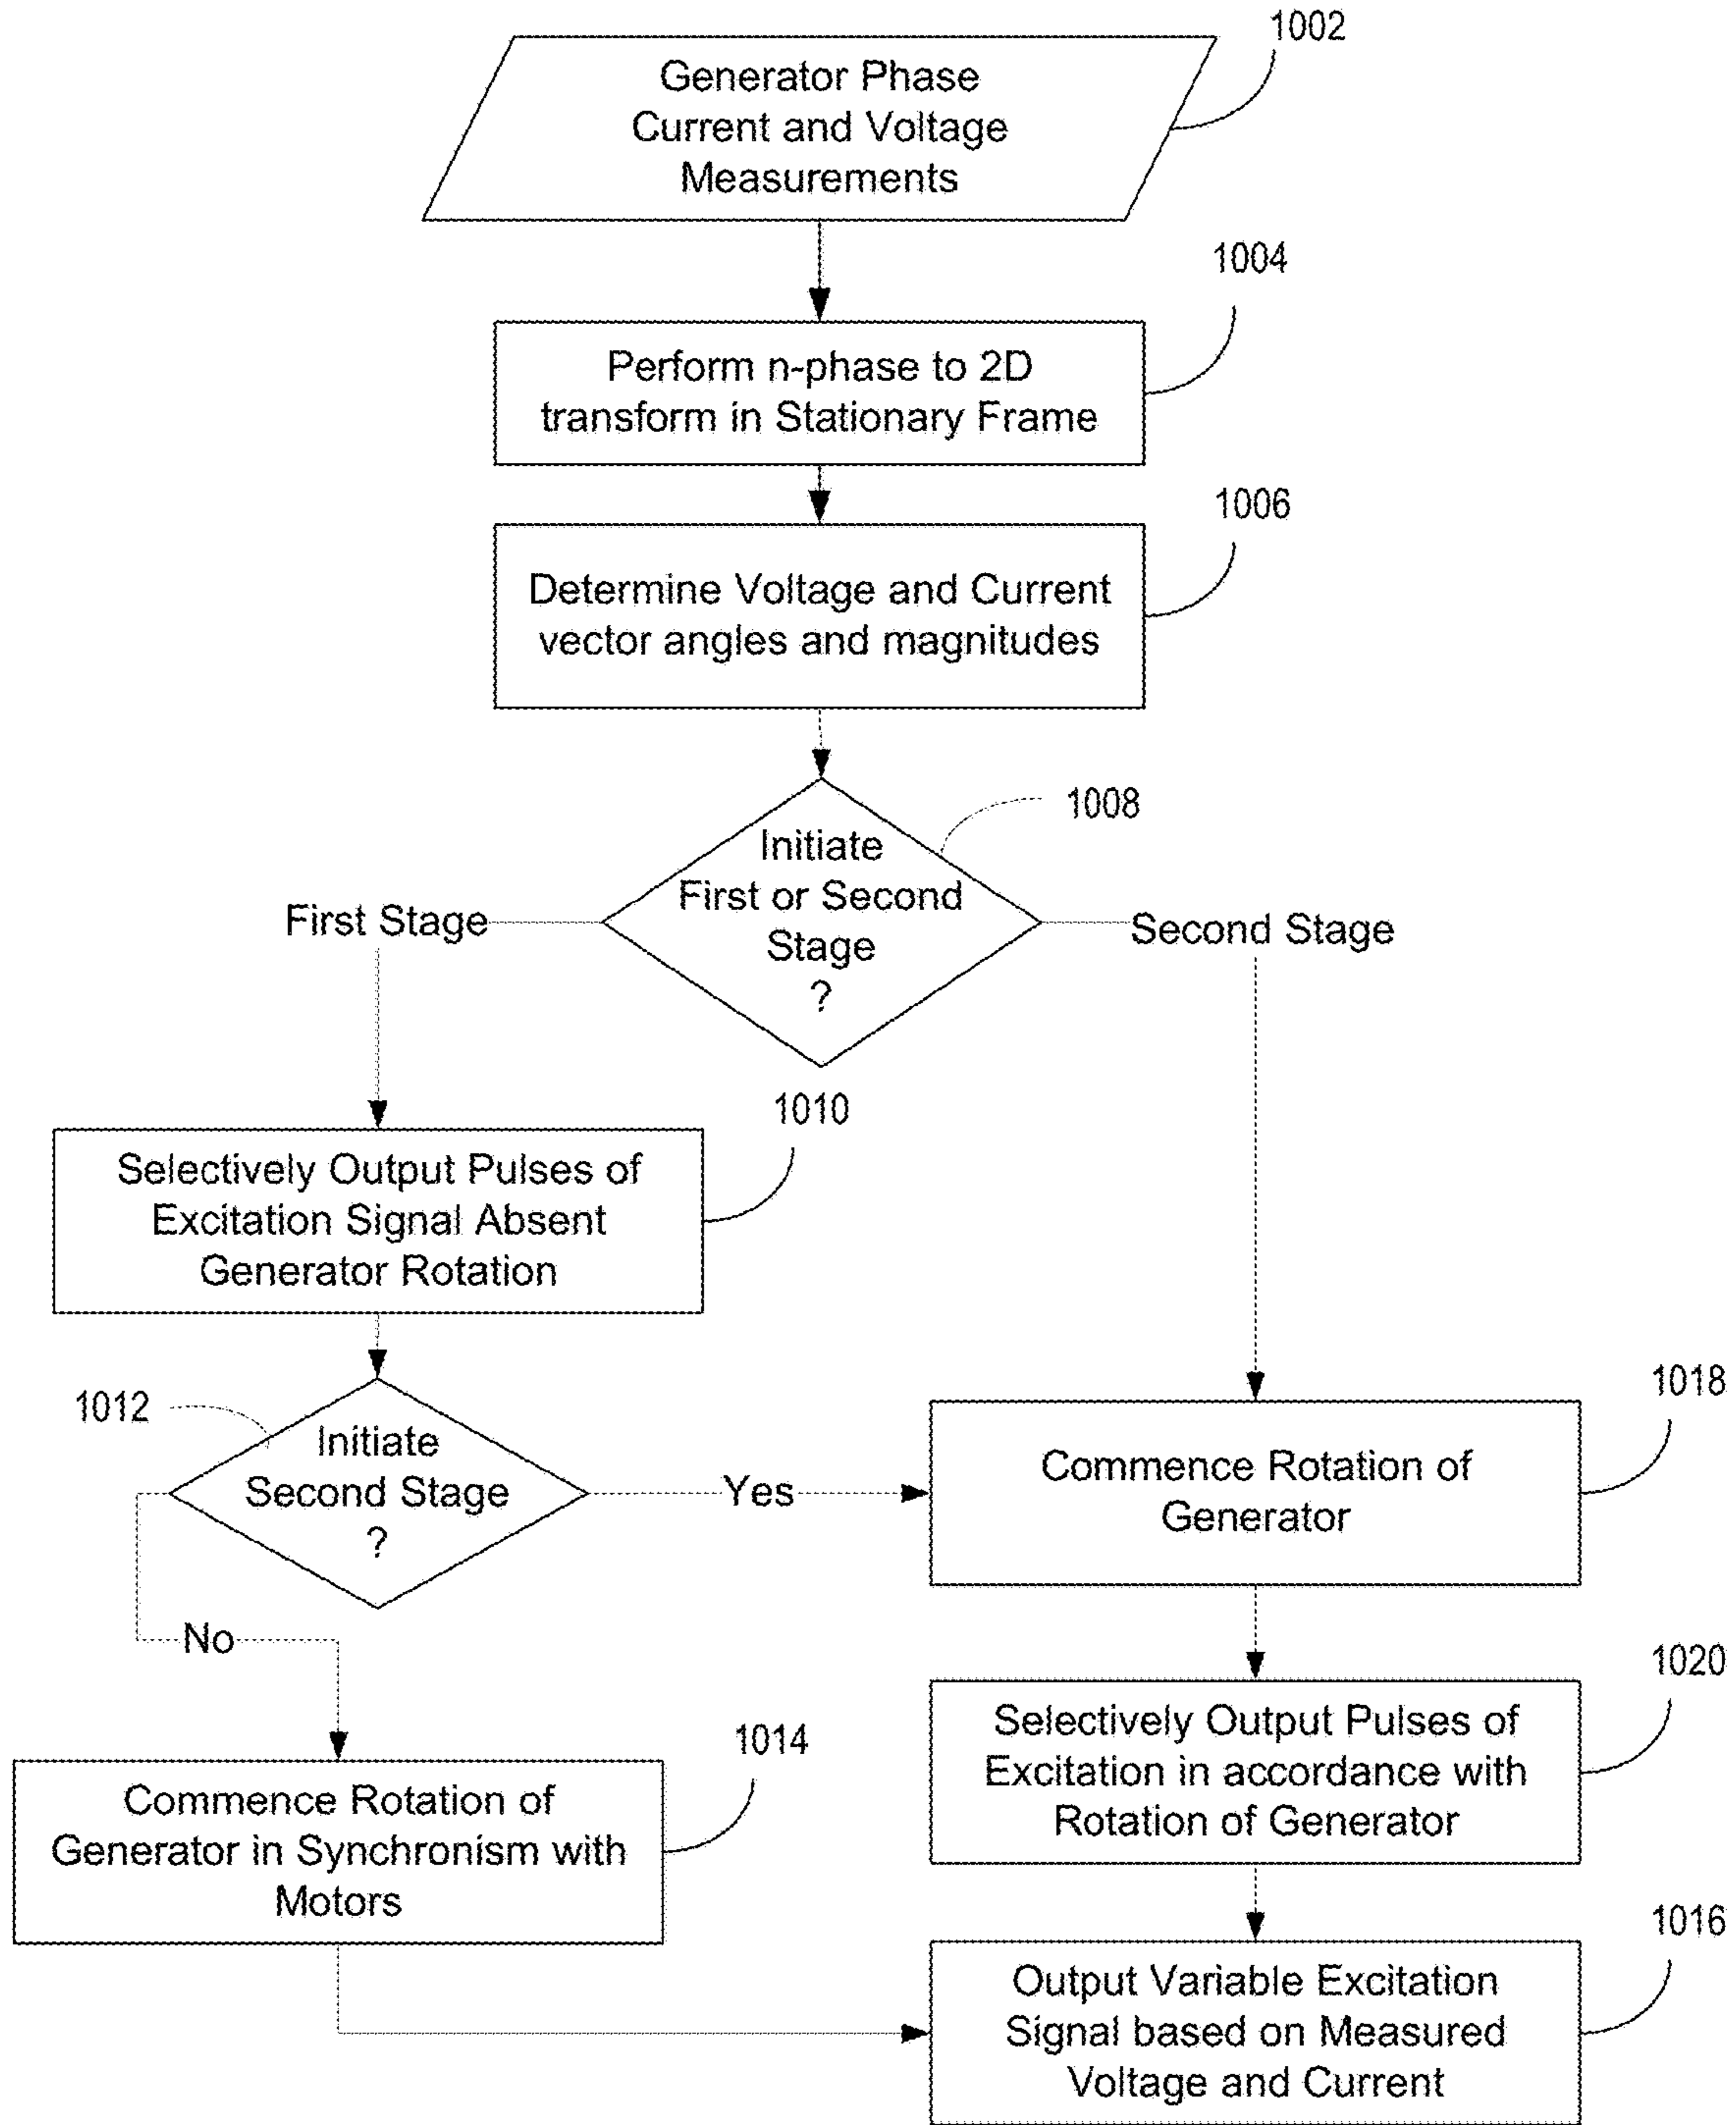 1002
Generator Phase
Current and Voltage
Measurements
1004
Perform n-phase to 2D
transform in Stationary Frame
1006
Determine Voltage and Current
vector angles and magnitudes
1008
Initiate
First or Second
Stage
?
First Stage
Second Stage
1010
Selectively Output Pulses of
Excitation Signal Absent
Generator Rotation
1012
Initiate
Second Stage
?
Yes
No
1018
Commence Rotation of
Generator
1014
Commence Rotation of
Generator in Synchronism with
Motors
1020
Selectively Output Pulses of
Excitation in accordance with
Rotation of Generator
1016
Output Variable Excitation
Signal based on Measured
Voltage and Current